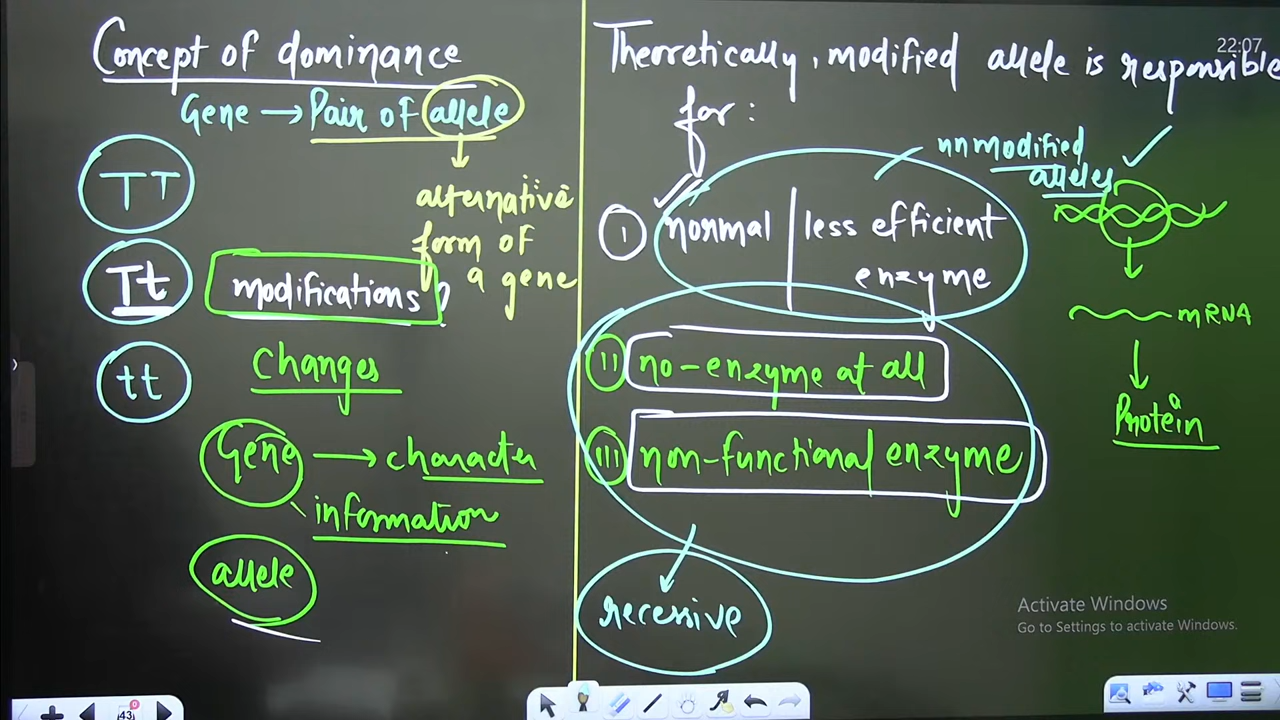 Concept of dominance
Gene → Pair of allele
alternative
form of
a gene
TT
Tt
tt
modifications
Changes
Gene → character
information
allele
Theoretically, modified allele is responsible
for :
22:07
unmodified
alleles
(i) normal | less efficient
enzyme
(ii) no-enzyme at all
(iii) non-functional enzyme
recessive
mRNA
Protein
Activate Windows
Go to Settings to activate Windows.
43